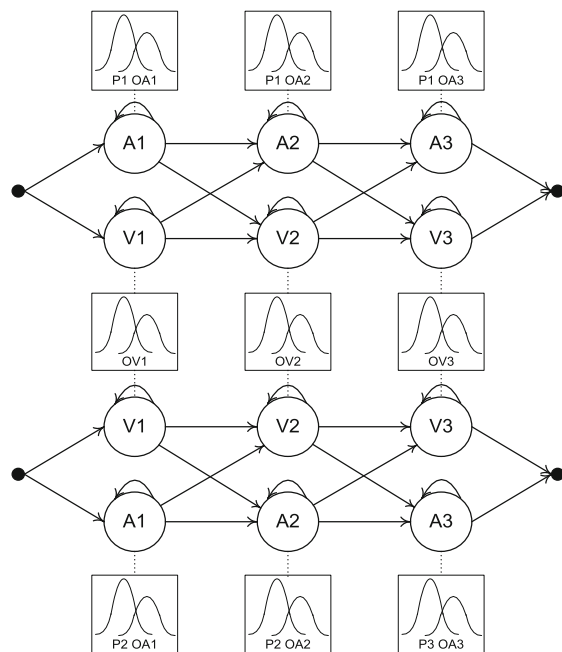 P1 OA1 P1 OA2 P1 OA3
A1 A2 A3
V1 V2 V3
OV1 OV2 OV3
V1 V2 V3
A1 A2 A3
P2 OA1 P2 OA2 P3 OA3